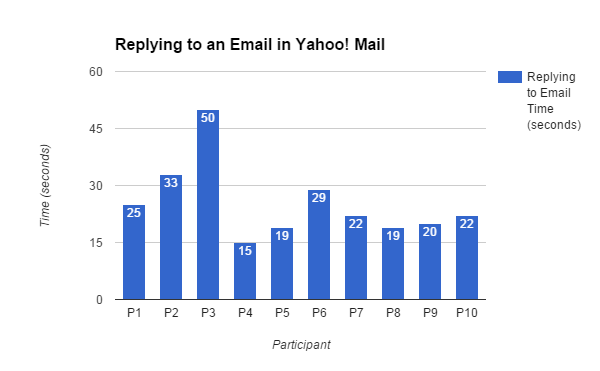 Replying to an Email in Yahoo! Mail
60
45
30
15
0
Time (seconds)
25
33
50
15
19
29
22
19
20
22
P1 P2 P3 P4 P5 P6 P7 P8 P9 P10
Participant
Replying
to Email
Time
(seconds)